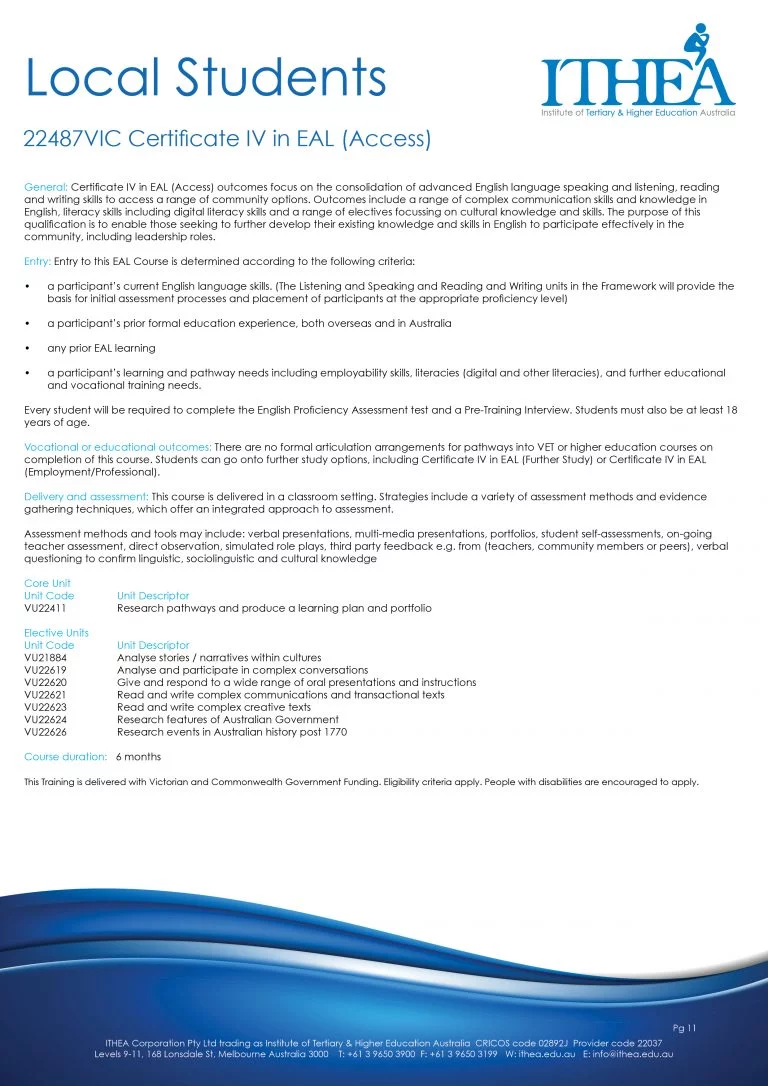 Local Students
ITHEA
Institute of Tertiary & Higher Education Australia
22487VIC Certificate IV in EAL (Access)
General: Certificate IV in EAL (Access) outcomes focus on the consolidation of advanced English language speaking and listening, reading
and writing skills to access a range of community options. Outcomes include a range of complex communication skills and knowledge in
English, literacy skills including digital literacy skills and a range of electives focussing on cultural knowledge and skills. The purpose of this
qualification is to enable those seeking to further develop their existing knowledge and skills in English to participate effectively in the
community, including leadership roles.
Entry: Entry to this EAL Course is determined according to the following criteria:
• a participant's current English language skills. (The Listening and Speaking and Reading and Writing units in the Framework will provide the
basis for initial assessment processes and placement of participants at the appropriate proficiency level)
• a participant's prior formal education experience, both overseas and in Australia
• any prior EAL learning
• a participant's learning and pathway needs including employability skills, literacies (digital and other literacies), and further educational
and vocational training needs.
Every student will be required to complete the English Proficiency Assessment test and a Pre-Training Interview. Students must also be at least 18
years of age.
Vocational or educational outcomes: There are no formal articulation arrangements for pathways into VET or higher education courses on
completion of this course. Students can go onto further study options, including Certificate IV in EAL (Further Study) or Certificate IV in EAL
(Employment/Professional).
Delivery and assessment: This course is delivered in a classroom setting. Strategies include a variety of assessment methods and evidence
gathering techniques, which offer an integrated approach to assessment.
Assessment methods and tools may include: verbal presentations, multi-media presentations, portfolios, student self-assessments, on-going
teacher assessment, direct observation, simulated role plays, third party feedback e.g. from (teachers, community members or peers), verbal
questioning to confirm linguistic, sociolinguistic and cultural knowledge
Core Unit
Unit Code Unit Descriptor
VU22411 Research pathways and produce a learning plan and portfolio
Elective Units
Unit Code Unit Descriptor
VU21884 Analyse stories / narratives within cultures
VU22619 Analyse and participate in complex conversations
VU22620 Give and respond to a wide range of oral presentations and instructions
VU22621 Read and write complex communications and transactional texts
VU22623 Read and write complex creative texts
VU22624 Research features of Australian Government
VU22626 Research events in Australian history post 1770
Course duration: 6 months
This Training is delivered with Victorian and Commonwealth Government Funding. Eligibility criteria apply. People with disabilities are encouraged to apply.
Pg 11
ITHEA Corporation Pty Ltd trading as Institute of Tertiary & Higher Education Australia CRICOS code 02892J Provider code 22037
Levels 9-11, 168 Lonsdale St, Melbourne Australia 3000 T: +61 3 9650 3900 F: +61 3 9650 3199 W: ithea.edu.au E: info@ithea.edu.au